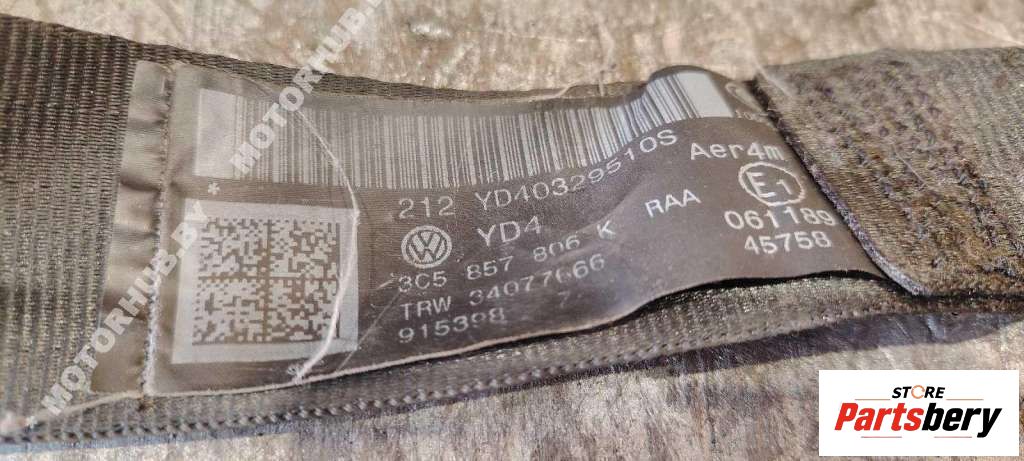 * 212 YD40329510S
YD4
3C5 857 806 K RAA
TRW 34077666
915398 7
Aer4m
E1
061189
45758
MOTORHUB.BY
MOTORHUB.BY
STORE
Partsbery